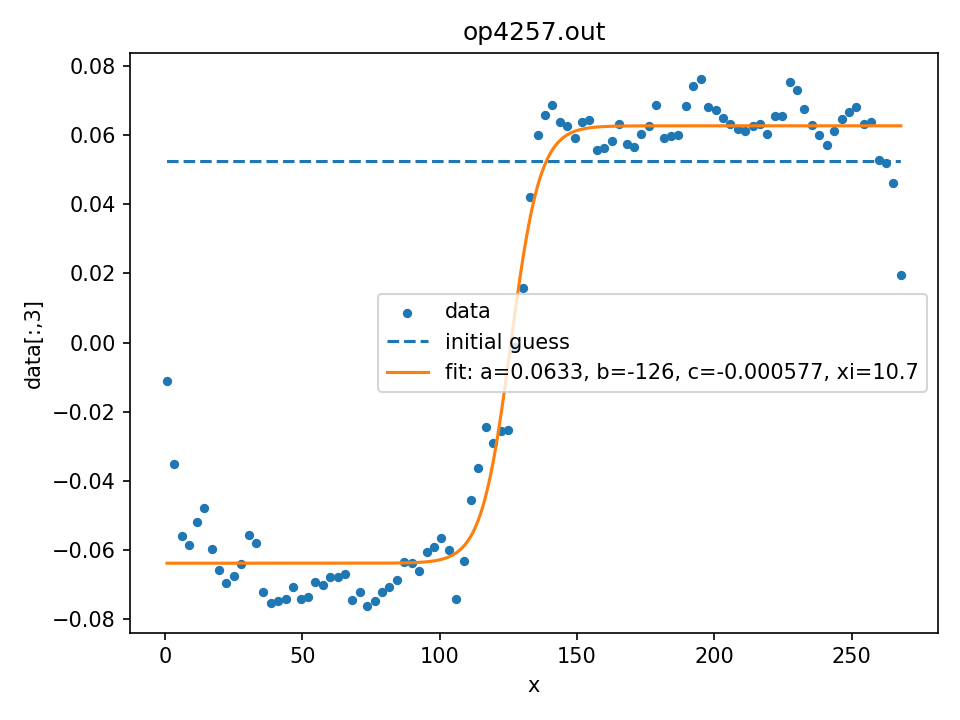 op4257.out
0.08
0.06
0.04
0.02
0.00
−0.02
−0.04
−0.06
−0.08
data[:,3]
data
initial guess
fit: a=0.0633, b=-126, c=-0.000577, xi=10.7
0 50 100 150 200 250
x